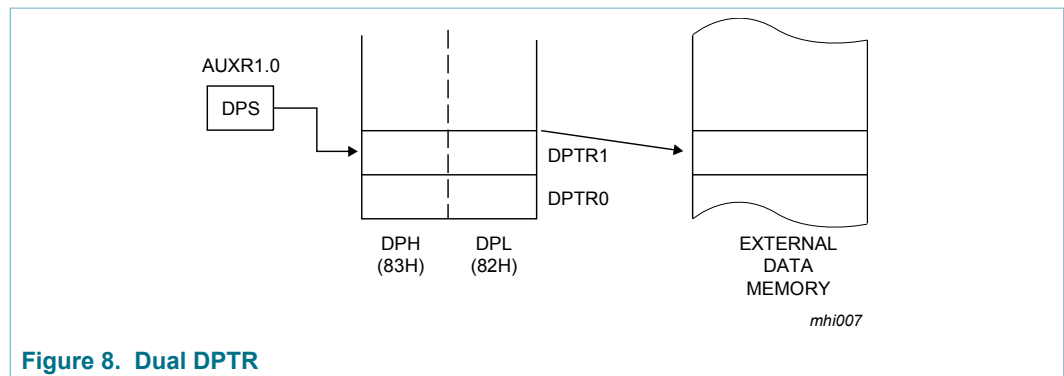 AUXR1.0
DPS
DPTR1
DPTR0
DPH
(83H)
DPL
(82H)
EXTERNAL
DATA
MEMORY
mhi007
Figure 8. Dual DPTR